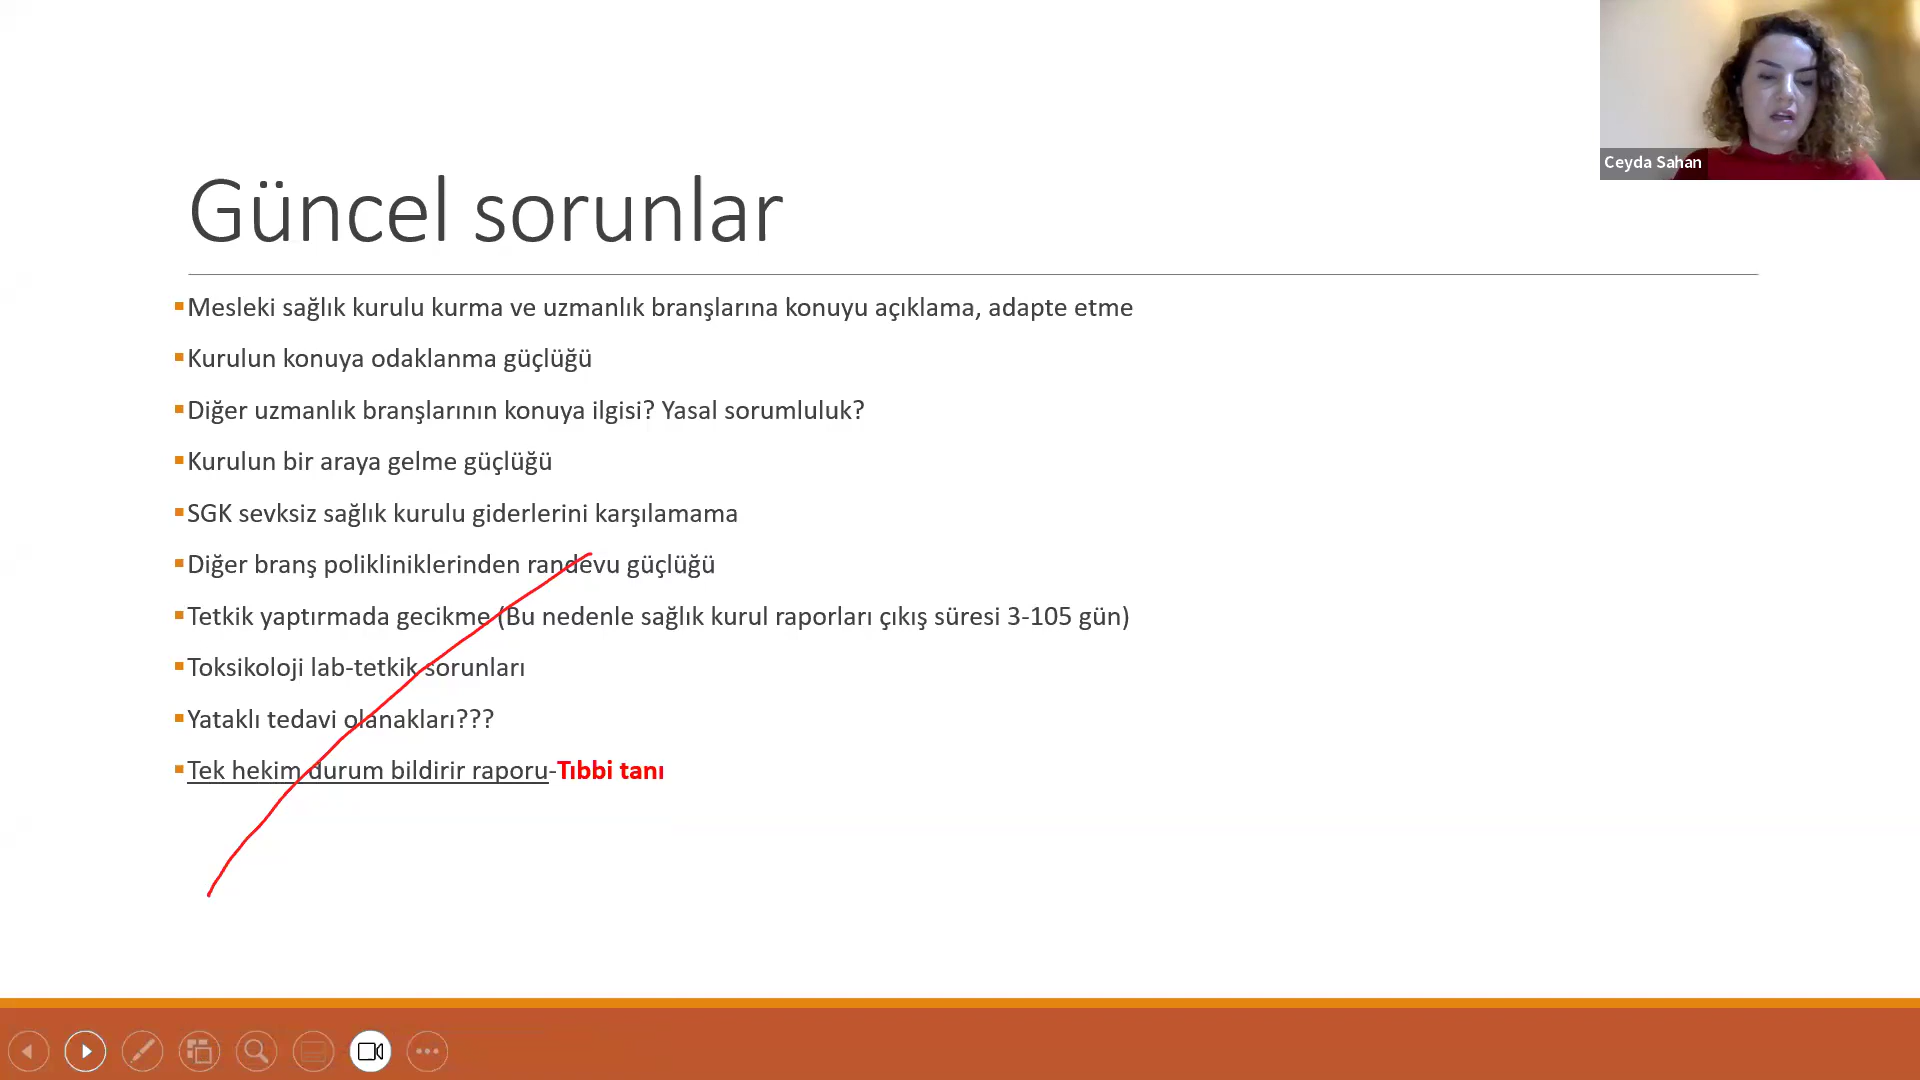 Ceyda Sahan
Güncel sorunlar
Mesleki sağlık kurulu kurma ve uzmanlık branşlarına konuyu açıklama, adapte etme
Kurulun konuya odaklanma güçlüğü
Diğer uzmanlık branşlarının konuya ilgisi? Yasal sorumluluk?
Kurulun bir araya gelme güçlüğü
SGK sevksiz sağlık kurulu giderlerini karşılamama
Diğer branş polikliniklerinden randevu güçlüğü
Tetkik yaptırmada gecikme (Bu nedenle sağlık kurul raporları çıkış süresi 3-105 gün)
Toksikoloji lab-tetkik sorunları
Yataklı tedavi olanakları???
Tek hekim durum bildirir raporu-Tıbbi tanı